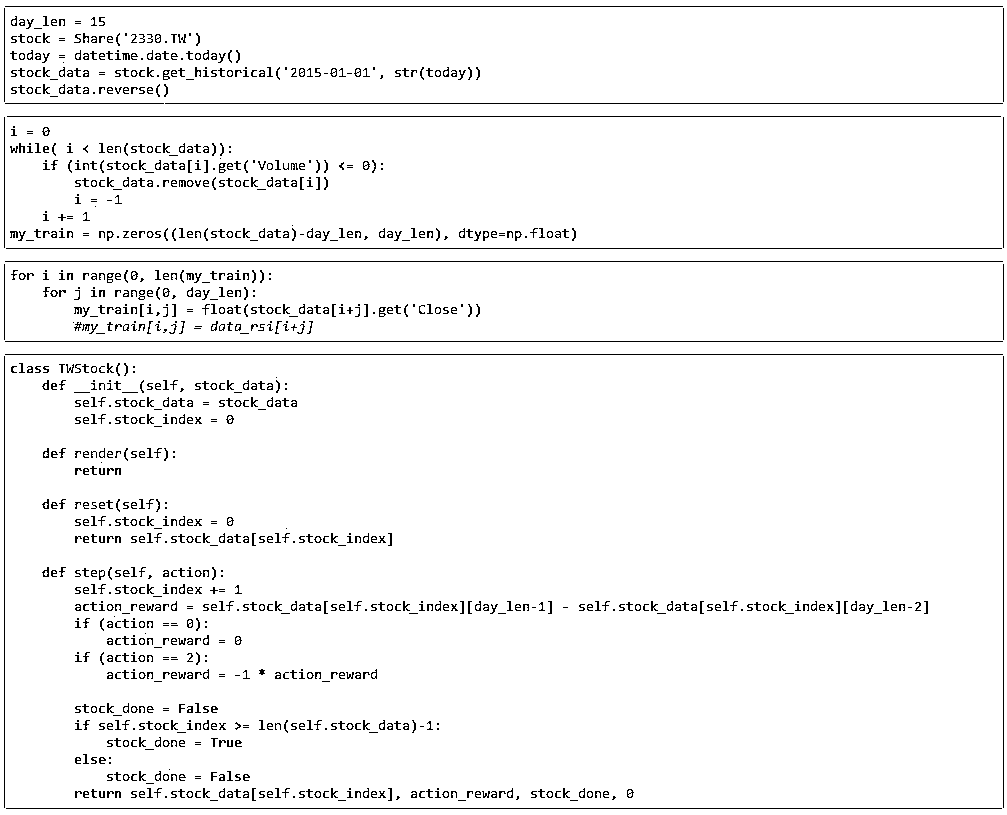 day_len = 15
stock = Share('2330.TW')
today = datetime.date.today()
stock_data = stock.get_historical('2015-01-01', str(today))
stock_data.reverse()
i = 0
while( i < len(stock_data)):
    if (int(stock_data[i].get('Volume')) <= 0):
        stock_data.remove(stock_data[i])
        i = -1
    i += 1
my_train = np.zeros((len(stock_data)-day_len, day_len), dtype=np.float)
for i in range(0, len(my_train)):
    for j in range(0, day_len):
        my_train[i,j] = float(stock_data[i+j].get('Close'))
        #my_train[i,j] = data_rsi[i+j]
class TWStock():
    def __init__(self, stock_data):
        self.stock_data = stock_data
        self.stock_index = 0
    def render(self):
        return
    def reset(self):
        self.stock_index = 0
        return self.stock_data[self.stock_index]
    def step(self, action):
        self.stock_index += 1
        action_reward = self.stock_data[self.stock_index][day_len-1] - self.stock_data[self.stock_index][day_len-2]
        if (action == 0):
            action_reward = 0
        if (action == 2):
            action_reward = -1 * action_reward
        stock_done = False
        if self.stock_index >= len(self.stock_data)-1:
            stock_done = True
        else:
            stock_done = False
        return self.stock_data[self.stock_index], action_reward, stock_done, 0